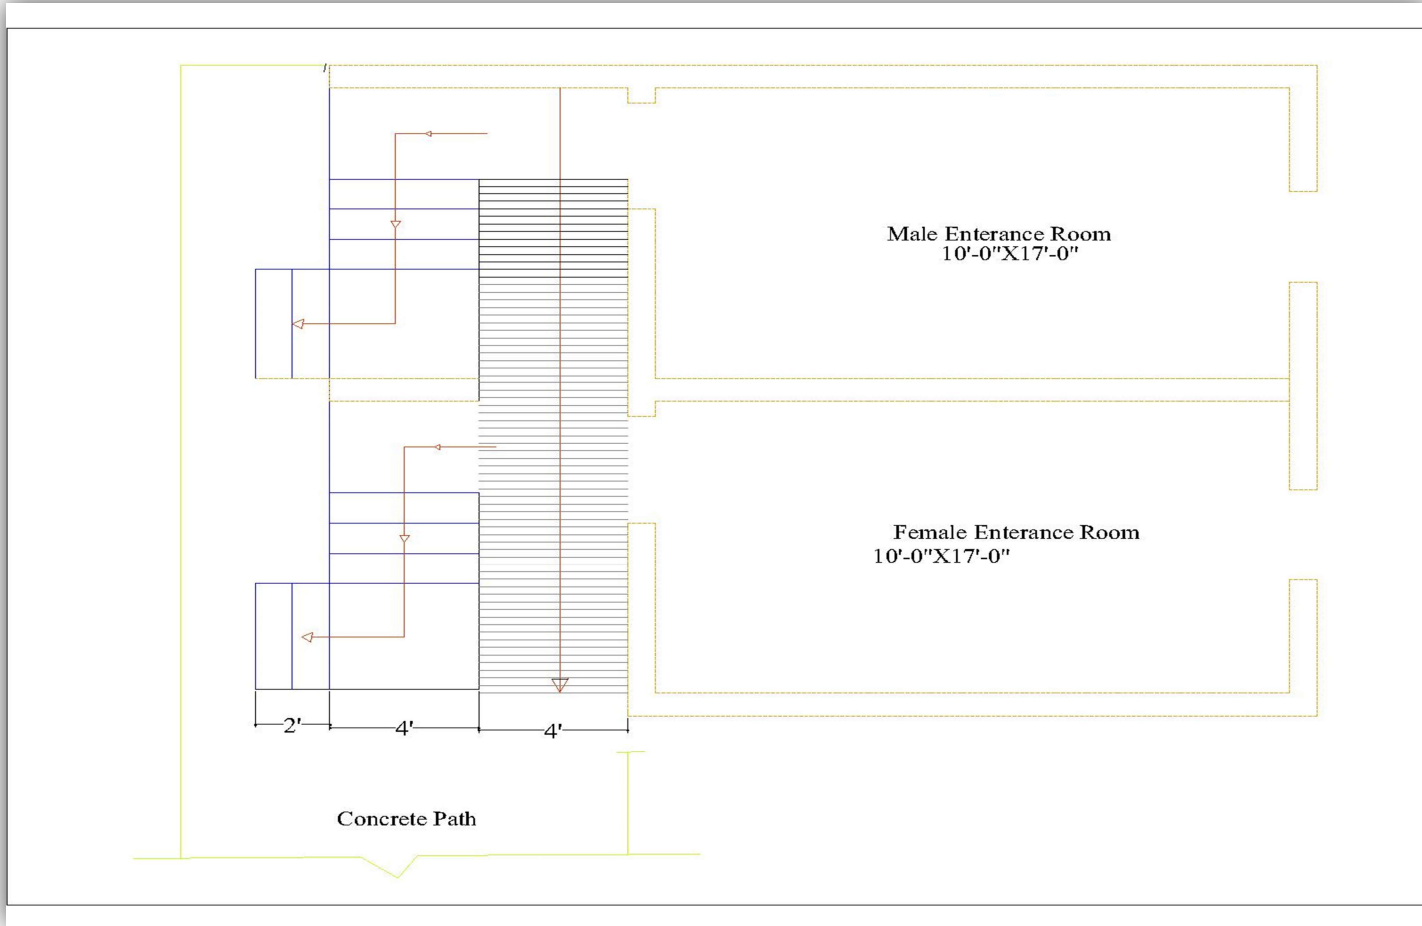 Male Enterance Room
10'-0"X17'-0"
Female Enterance Room
10'-0"X17'-0"
2'
4'
4'
Concrete Path